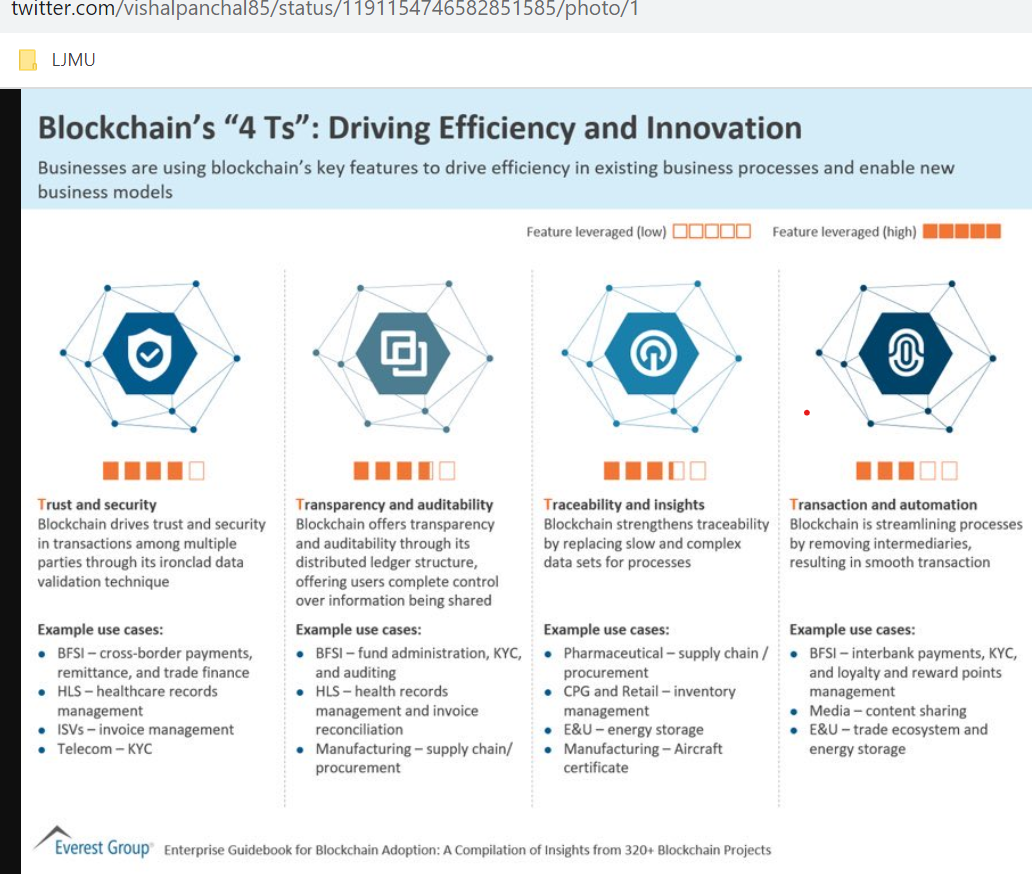 twitter.com/vishalpanchal85/status/1191154746582851585/photo/1
LJMU
Blockchain's “4 Ts”: Driving Efficiency and Innovation
Businesses are using blockchain's key features to drive efficiency in existing business processes and enable new
business models
Feature leveraged (low)
Feature leveraged (high)
Trust and security
Blockchain drives trust and security
in transactions among multiple
parties through its ironclad data
validation technique
Example use cases:
BFSI – cross-border payments,
remittance, and trade finance
HLS – healthcare records
management
ISVs – invoice management
Telecom – KYC
Transparency and auditability
Blockchain offers transparency
and auditability through its
distributed ledger structure,
offering users complete control
over information being shared
Example use cases:
BFSI – fund administration, KYC,
and auditing
HLS – health records
management and invoice
reconciliation
Manufacturing – supply chain/
procurement
Traceability and insights
Blockchain strengthens traceability
by replacing slow and complex
data sets for processes
Example use cases:
Pharmaceutical – supply chain /
procurement
CPG and Retail – inventory
management
E&U – energy storage
Manufacturing – Aircraft
certificate
Transaction and automation
Blockchain is streamlining processes
by removing intermediaries,
resulting in smooth transaction
Example use cases:
BFSI – interbank payments, KYC,
and loyalty and reward points
management
Media – content sharing
E&U – trade ecosystem and
energy storage
Everest Group® Enterprise Guidebook for Blockchain Adoption: A Compilation of Insights from 320+ Blockchain Projects